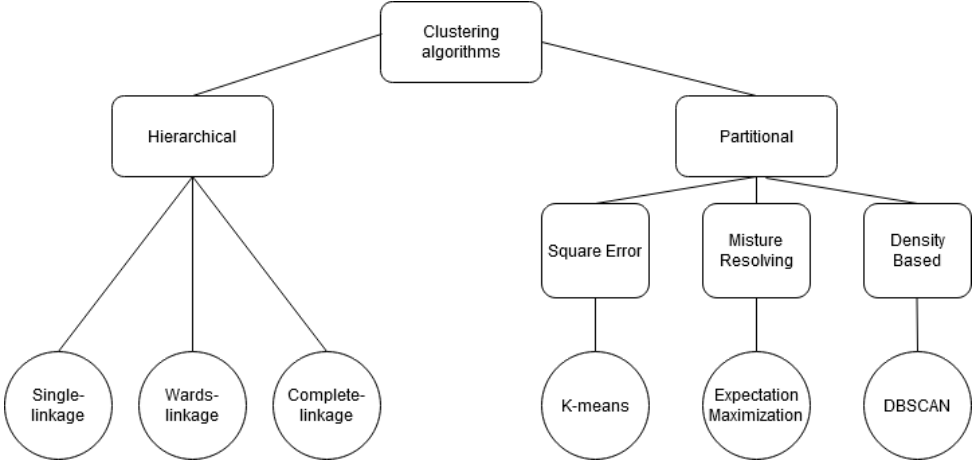 Clustering
algorithms
Hierarchical
Partitional
Square Error
Misture
Resolving
Density
Based
Single-
linkage
Wards-
linkage
Complete-
linkage
K-means
Expectation
Maximization
DBSCAN